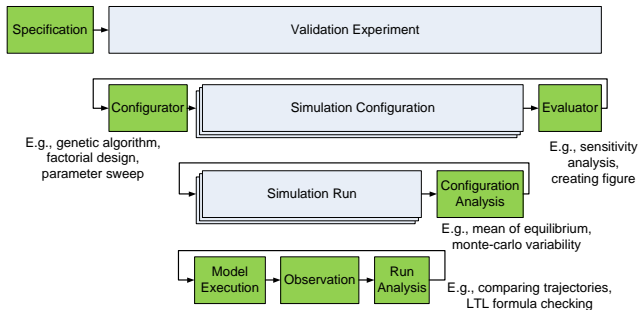 Specification
Validation Experiment
Configurator
Simulation Configuration
Evaluator
E.g., genetic algorithm,
factorial design,
parameter sweep
E.g., sensitivity
analysis,
creating figure
Simulation Run
Configuration
Analysis
E.g., mean of equilibrium,
monte-carlo variability
Model
Execution
Observation
Run
Analysis
E.g., comparing trajectories,
LTL formula checking